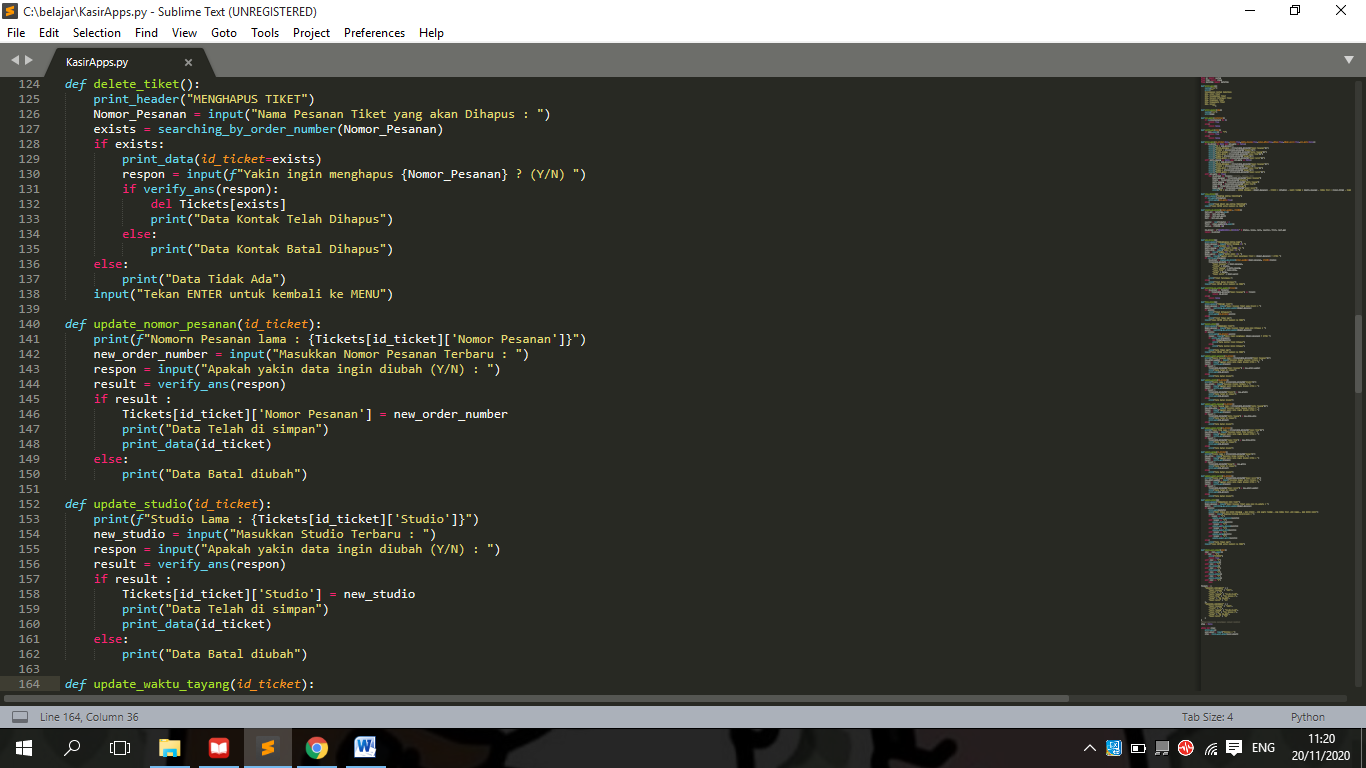 C:\belajar\KasirApps.py - Sublime Text (UNREGISTERED)
File Edit Selection Find View Goto Tools Project Preferences Help
KasirApps.py
124 def delete_tiket():
125 print_header("MENGHAPUS TIKET")
126 Nomor_Pesanan = input("Nama Pesanan Tiket yang akan Dihapus : ")
127 exists = searching_by_order_number(Nomor_Pesanan)
128 if exists:
129 print_data(id_ticket=exists)
130 respon = input(f"Yakin ingin menghapus {Nomor_Pesanan} ? (Y/N) ")
131 if verify_ans(respon):
132 del Tickets[exists]
133 print("Data Kontak Telah Dihapus")
134 else:
135 print("Data Kontak Batal Dihapus")
136 else:
137 print("Data Tidak Ada")
138 input("Tekan ENTER untuk kembali ke MENU")
139
140 def update_nomor_pesanan(id_ticket):
141 print(f"Nomorn Pesanan lama : {Tickets[id_ticket]['Nomor Pesanan']}")
142 new_order_number = input("Masukkan Nomor Pesanan Terbaru : ")
143 respon = input("Apakah yakin data ingin diubah (Y/N) : ")
144 result = verify_ans(respon)
145 if result :
146 Tickets[id_ticket]['Nomor Pesanan'] = new_order_number
147 print("Data Telah di simpan")
148 print_data(id_ticket)
149 else:
150 print("Data Batal diubah")
151
152 def update_studio(id_ticket):
153 print(f"Studio Lama : {Tickets[id_ticket]['Studio']}")
154 new_studio = input("Masukkan Studio Terbaru : ")
155 respon = input("Apakah yakin data ingin diubah (Y/N) : ")
156 result = verify_ans(respon)
157 if result :
158 Tickets[id_ticket]['Studio'] = new_studio
159 print("Data Telah di simpan")
160 print_data(id_ticket)
161 else:
162 print("Data Batal diubah")
163
164 def update_waktu_tayang(id_ticket):
Line 164, Column 36 Tab Size: 4 Python
ENG
11:20
20/11/2020